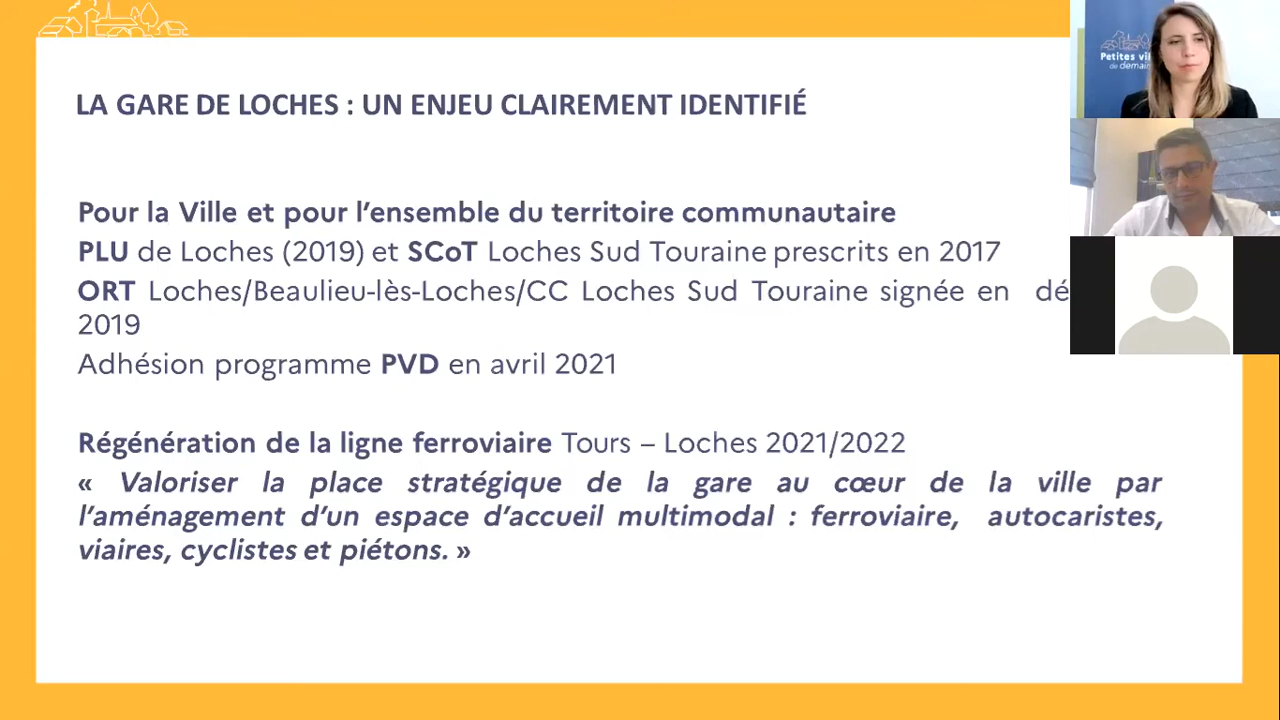 LA GARE DE LOCHES : UN ENJEU CLAIREMENT IDENTIFIÉ
Pour la Ville et pour l'ensemble du territoire communautaire
PLU de Loches (2019) et SCoT Loches Sud Touraine prescrits en 2017
ORT Loches/Beaulieu-lès-Loches/CC Loches Sud Touraine signée en
2019
Adhésion programme PVD en avril 2021
Régénération de la ligne ferroviaire Tours – Loches 2021/2022
« Valoriser la place stratégique de la gare au cœur de la ville par
l'aménagement d'un espace d'accueil multimodal : ferroviaire, autocaristes,
viaires, cyclistes et piétons. »
Petites
de demain